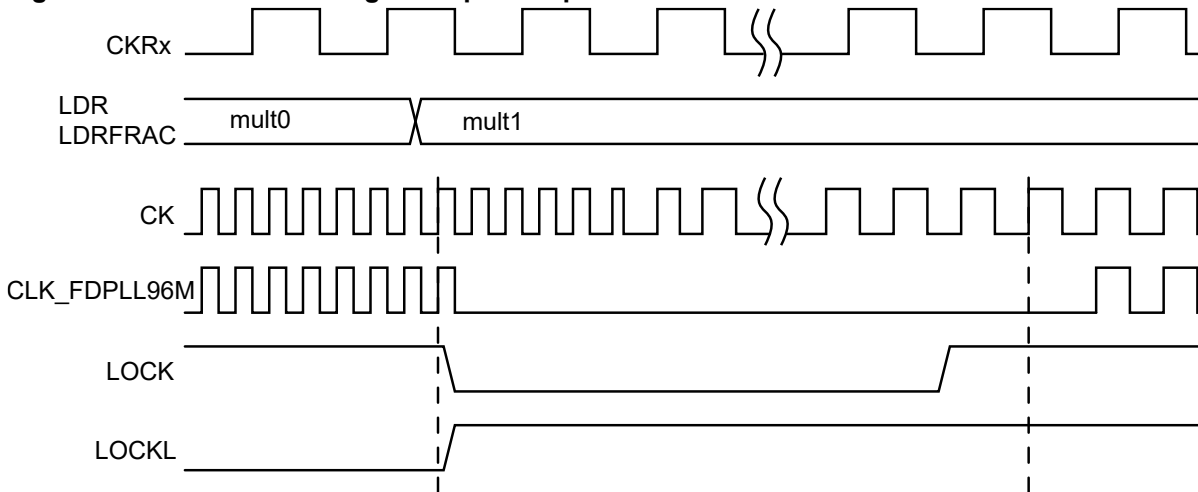 CKRx
LDR
LDRFRAC
mult0
mult1
CK
CLK_FDPLL96M
LOCK
LOCKL